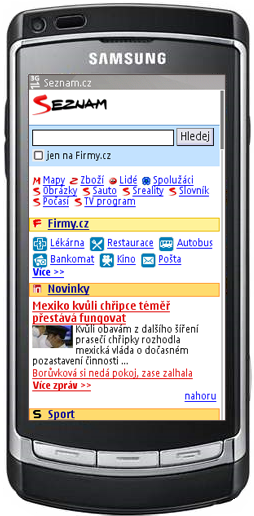 SAMSUNG
3G Seznam.cz
SEZNAM
Hledej
jen na Firmy.cz
Mapy Zboží Lidé Spolužáci
Obrázky Sauto Sreality Slovník
Počasí TV program
Firmy.cz
Lékárna Restaurace Autobus
Bankomat Kino Pošta
Více >>
Novinky
Mexiko kvůli chřipce téměř
přestává fungovat
Kvůli obavám z dalšího šíření
prasečí chřipky rozhodla
mexická vláda o dočasném
pozastavení činnosti ...
Borůvková si nedá pokoj, zase zalhala
Více zpráv >>
nahoru
Sport